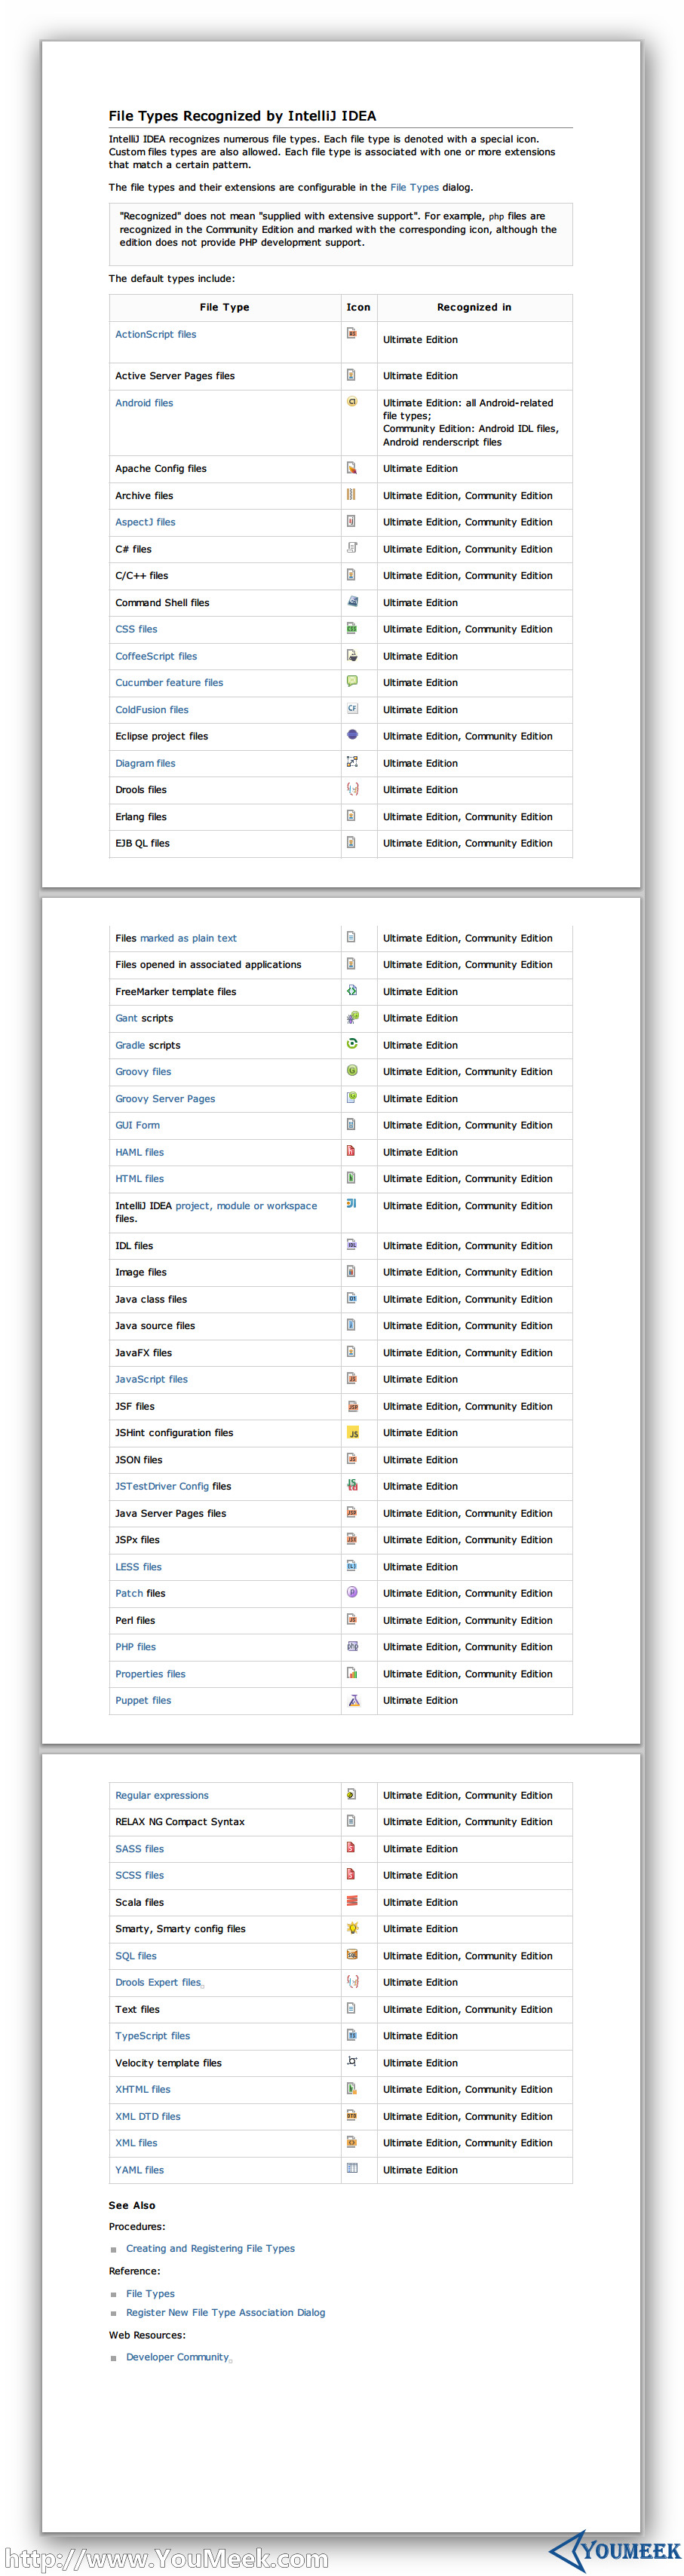 File Types Recognized by IntelliJ IDEA
IntelliJ IDEA recognizes numerous file types. Each file type is denoted with a special icon.
Custom files types are also allowed. Each file type is associated with one or more extensions
that match a certain pattern.
The file types and their extensions are configurable in the File Types dialog.
"Recognized" does not mean "supplied with extensive support". For example, php files are
recognized in the Community Edition and marked with the corresponding icon, although the
edition does not provide PHP development support.
The default types include:
File Type Icon Recognized in
ActionScript files Ultimate Edition
Active Server Pages files Ultimate Edition
Android files Ultimate Edition: all Android-related
file types;
Community Edition: Android IDL files,
Android renderscript files
Apache Config files Ultimate Edition
Archive files Ultimate Edition, Community Edition
AspectJ files Ultimate Edition, Community Edition
C# files Ultimate Edition, Community Edition
C/C++ files Ultimate Edition, Community Edition
Command Shell files Ultimate Edition
CSS files Ultimate Edition, Community Edition
CoffeeScript files Ultimate Edition
Cucumber feature files Ultimate Edition
ColdFusion files CF Ultimate Edition
Eclipse project files Ultimate Edition, Community Edition
Diagram files Ultimate Edition
Drools files Ultimate Edition
Erlang files Ultimate Edition, Community Edition
EJB QL files Ultimate Edition, Community Edition
Files marked as plain text Ultimate Edition, Community Edition
Files opened in associated applications Ultimate Edition, Community Edition
FreeMarker template files Ultimate Edition
Gant scripts Ultimate Edition
Gradle scripts Ultimate Edition
Groovy files Ultimate Edition, Community Edition
Groovy Server Pages Ultimate Edition
GUI Form Ultimate Edition, Community Edition
HAML files Ultimate Edition
HTML files Ultimate Edition, Community Edition
IntelliJ IDEA project, module or workspace Ultimate Edition, Community Edition
files.
IDL files Ultimate Edition, Community Edition
Image files Ultimate Edition, Community Edition
Java class files Ultimate Edition, Community Edition
Java source files Ultimate Edition, Community Edition
JavaFX files Ultimate Edition, Community Edition
JavaScript files Ultimate Edition
JSF files Ultimate Edition, Community Edition
JSHint configuration files JS Ultimate Edition
JSON files Ultimate Edition
JSTestDriver Config files Ultimate Edition
Java Server Pages files Ultimate Edition, Community Edition
JSPx files Ultimate Edition, Community Edition
LESS files Ultimate Edition
Patch files Ultimate Edition, Community Edition
Perl files Ultimate Edition, Community Edition
PHP files Ultimate Edition, Community Edition
Properties files Ultimate Edition, Community Edition
Puppet files Ultimate Edition
Regular expressions Ultimate Edition, Community Edition
RELAX NG Compact Syntax Ultimate Edition, Community Edition
SASS files Ultimate Edition
SCSS files Ultimate Edition
Scala files Ultimate Edition
Smarty, Smarty config files Ultimate Edition
SQL files Ultimate Edition, Community Edition
Drools Expert files Ultimate Edition
Text files Ultimate Edition, Community Edition
TypeScript files Ultimate Edition
Velocity template files Ultimate Edition
XHTML files Ultimate Edition, Community Edition
XML DTD files Ultimate Edition, Community Edition
XML files Ultimate Edition, Community Edition
YAML files Ultimate Edition
See Also
Procedures:
Creating and Registering File Types
Reference:
File Types
Register New File Type Association Dialog
Web Resources:
Developer Community
http://www.YouMeek.com
YOUMEEK